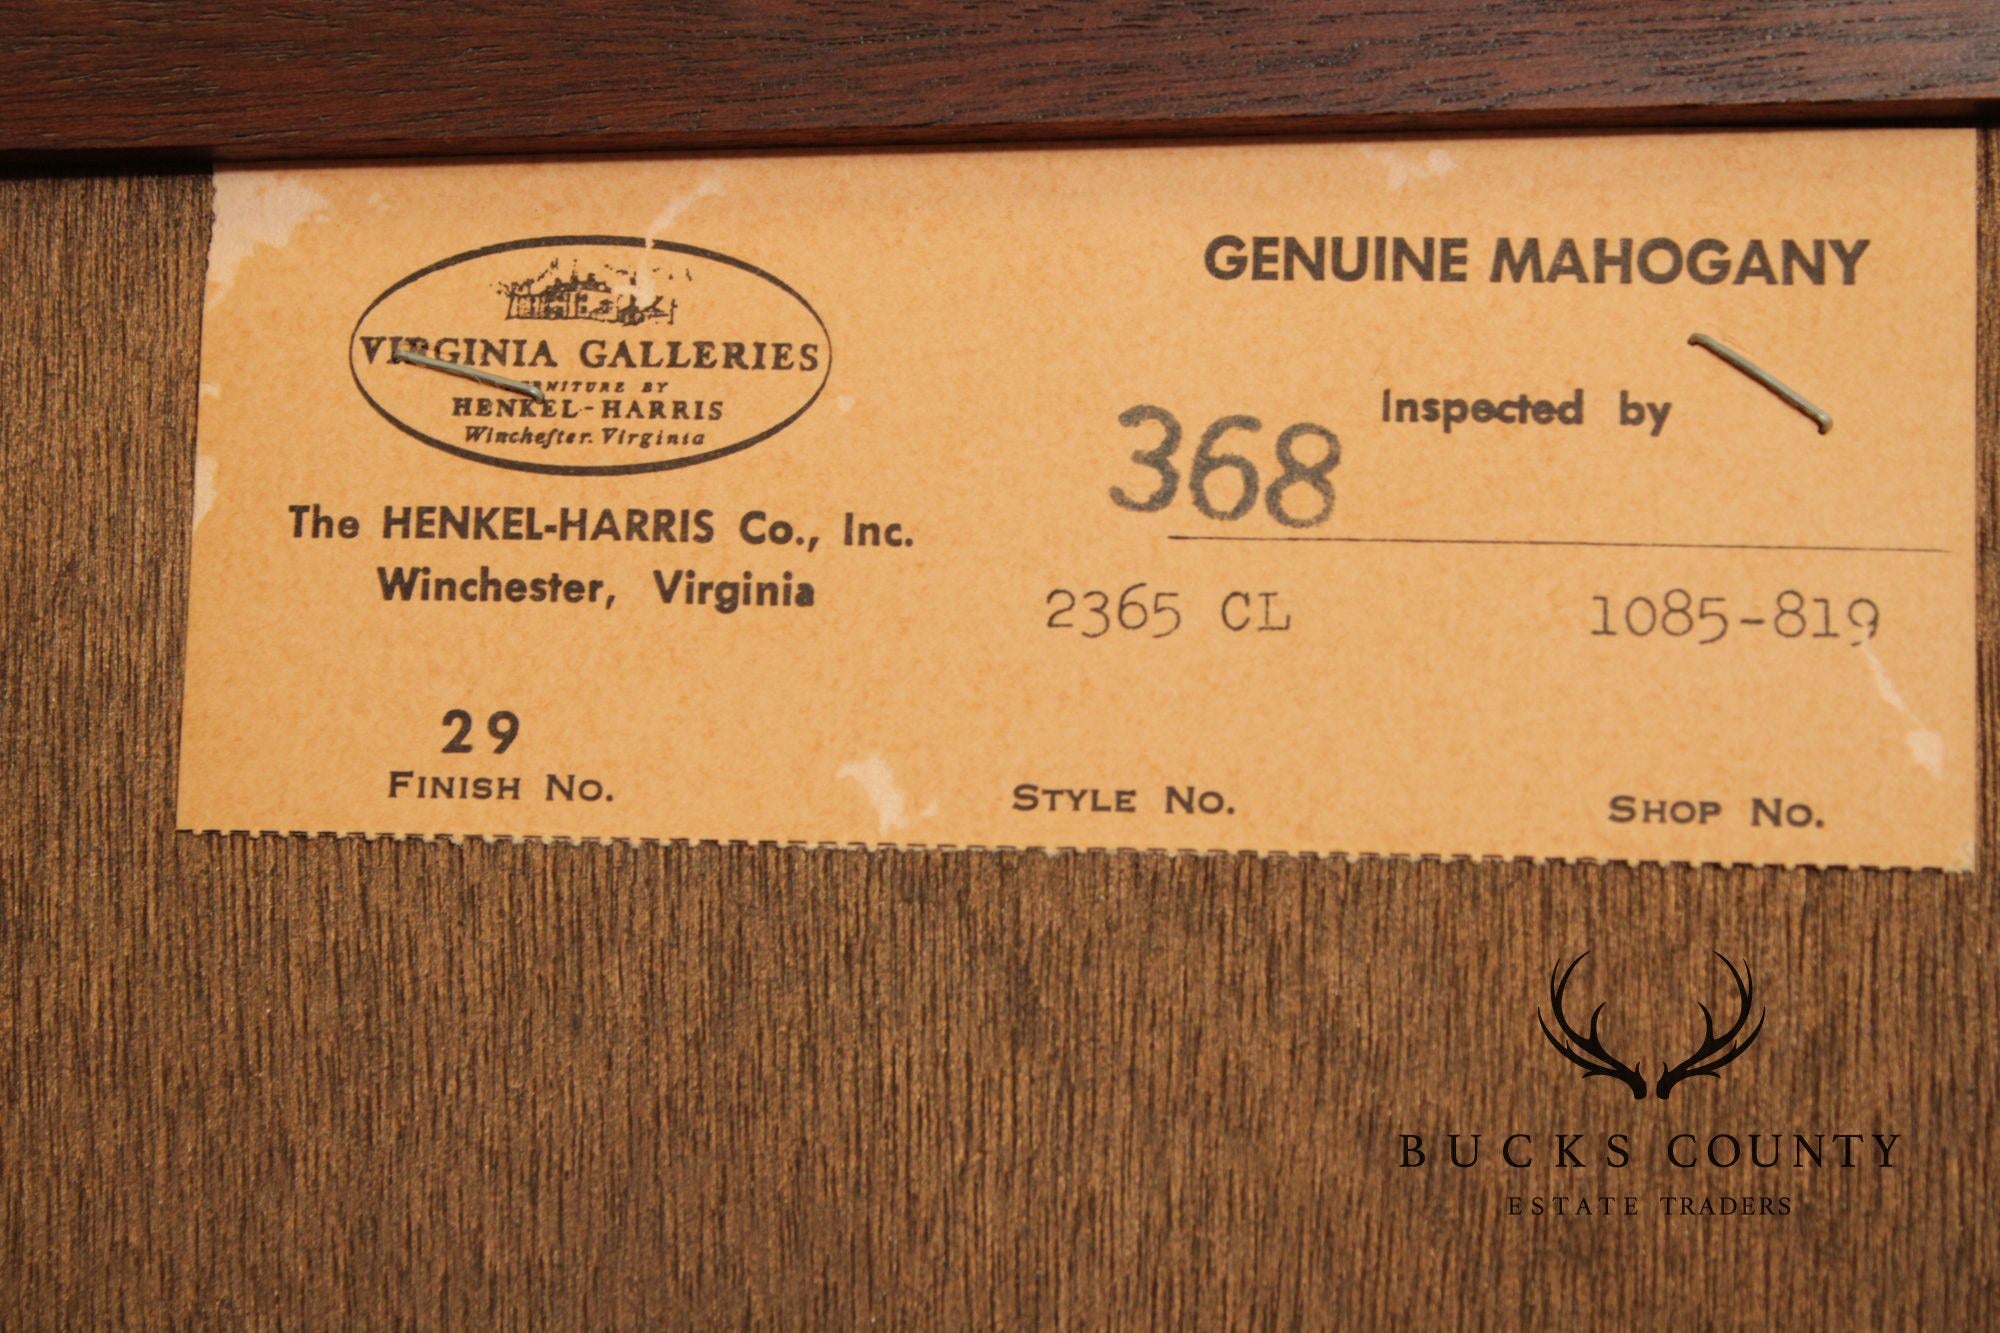 VIRGINIA GALLERIES
FURNITURE BY
HENKEL-HARRIS
Winchester. Virginia
The HENKEL-HARRIS Co., Inc.
Winchester, Virginia
GENUINE MAHOGANY
Inspected by
368
2365 CL
1085-819
29
FINISH No.
STYLE No.
SHOP No.
BUCKS COUNTY
ESTATE TRADERS